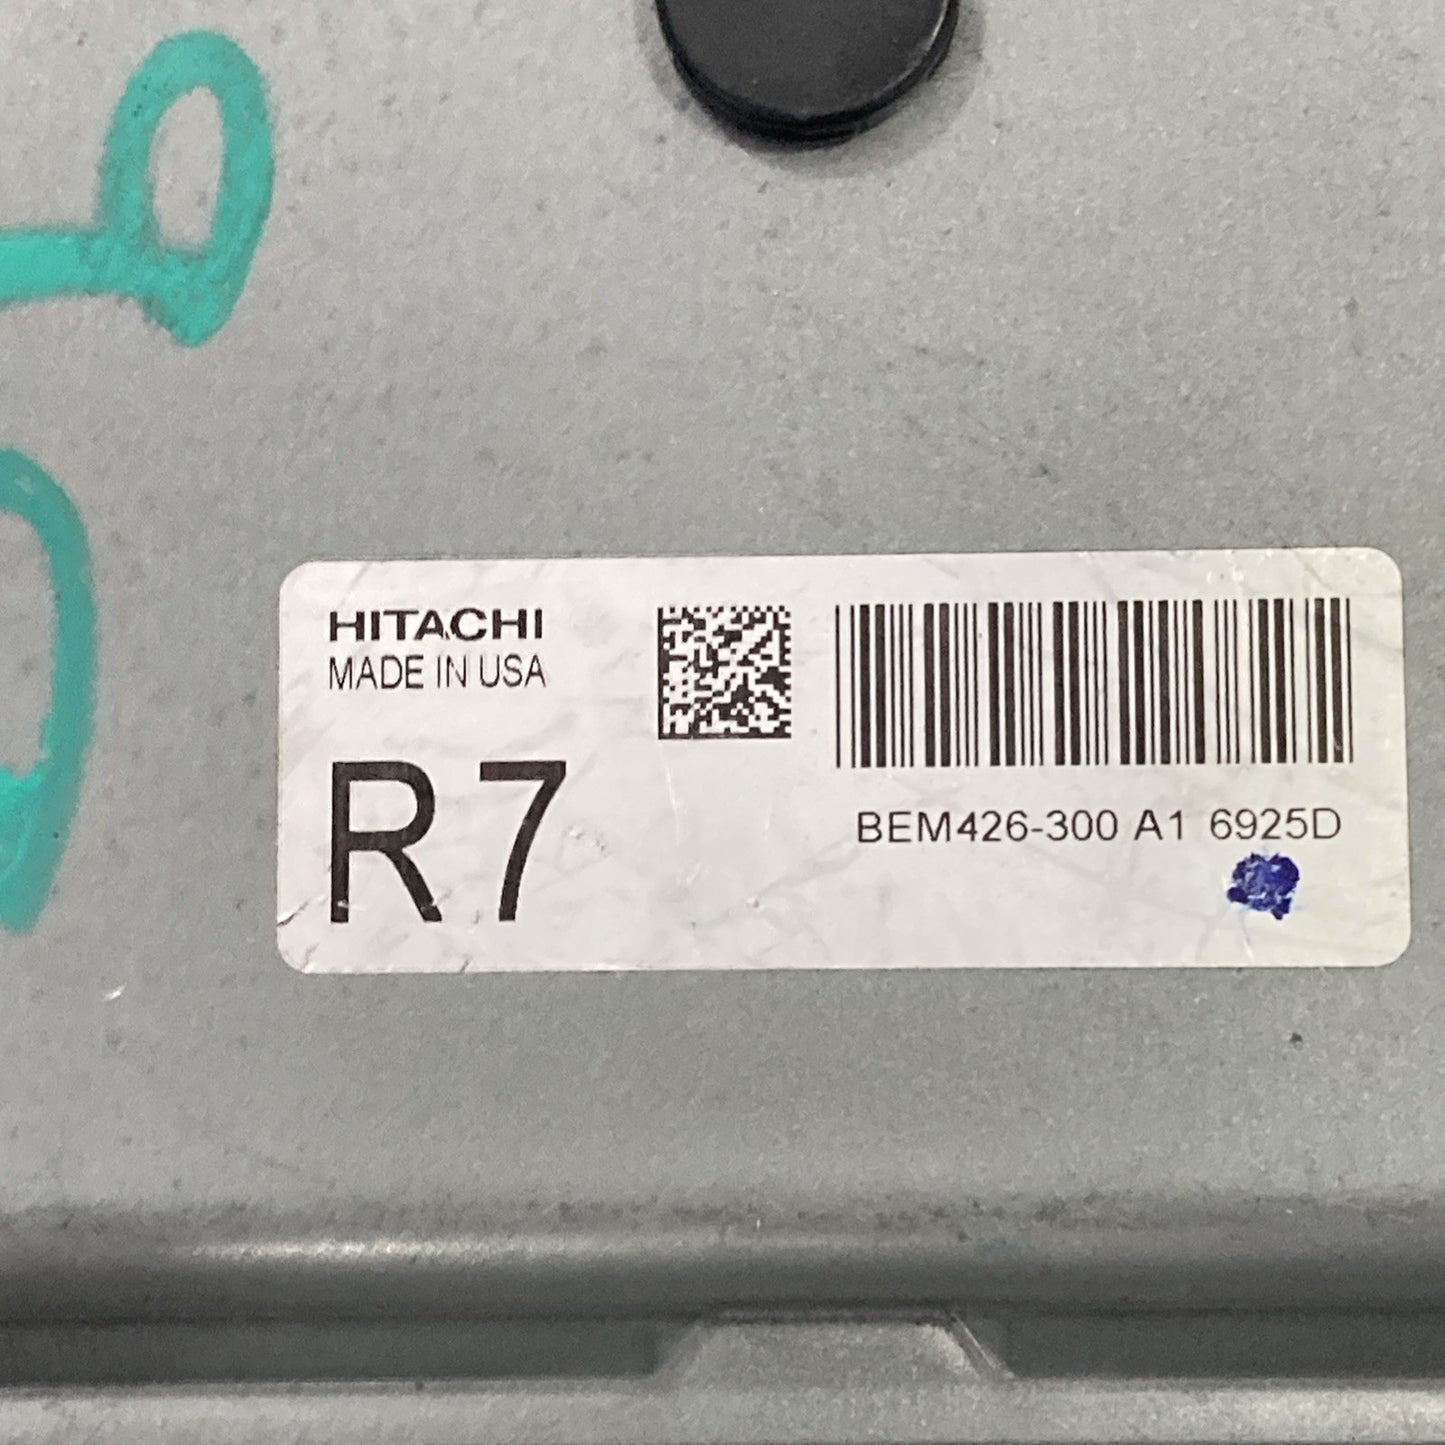 HITACHI
MADE IN USA
R7
BEM426-300 A1 6925D